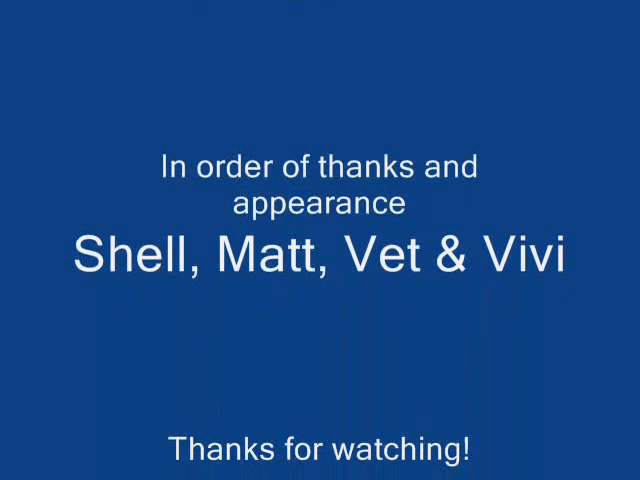 In order of thanks and
appearance
Shell, Matt, Vet & Vivi
Thanks for watching!